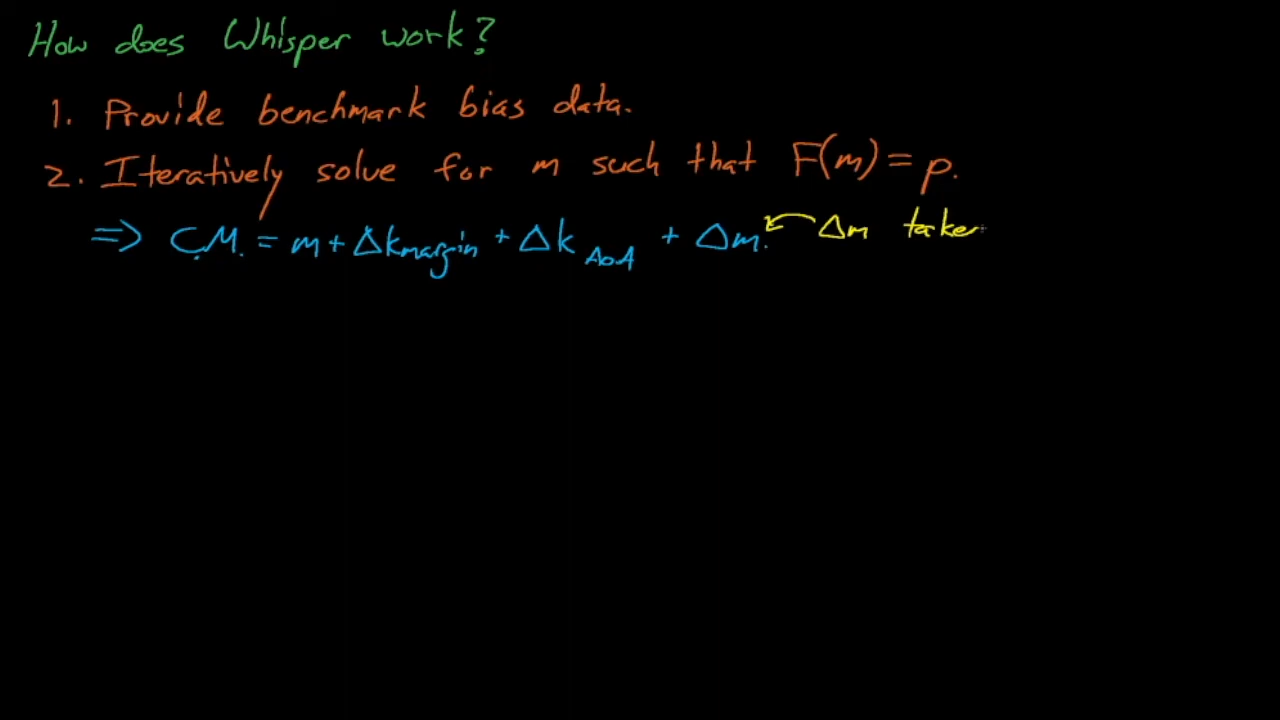 How does Whisper work?
1. Provide benchmark bias data.
2. Iteratively solve for m such that F(m) = p.
⇒ C.M. = m + Δkmargin + Δk AOA + Δm. Δm taker